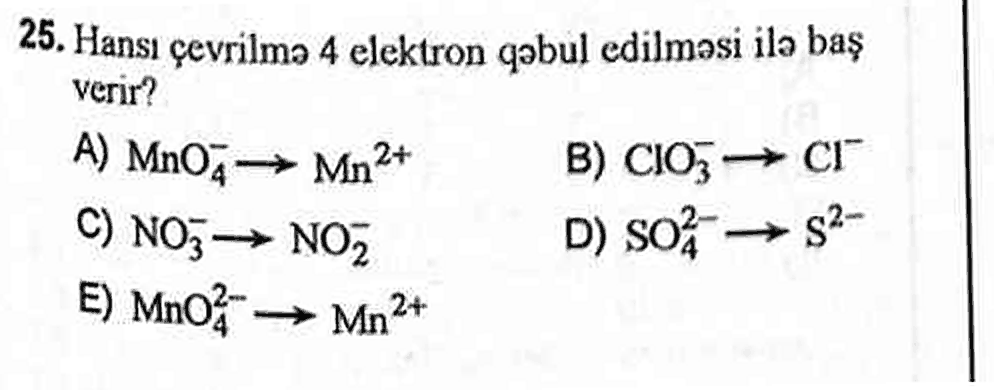 25. Hansı çevrilmə 4 elektron qəbul edilməsi ilə baş
verir?
A) MnO₄⁻ → Mn²⁺ B) ClO₃⁻ → Cl⁻
C) NO₃⁻ → NO₂⁻ D) SO₄²⁻ → S²⁻
E) MnO₄²⁻ → Mn²⁺